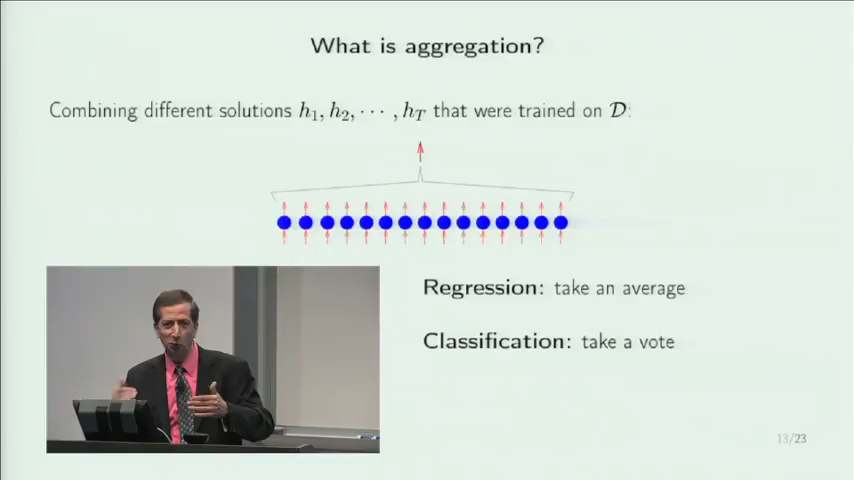 What is aggregation?
Combining different solutions h₁, h₂, ⋯ , h_T that were trained on 𝒟:
Regression: take an average
Classification: take a vote
13/23